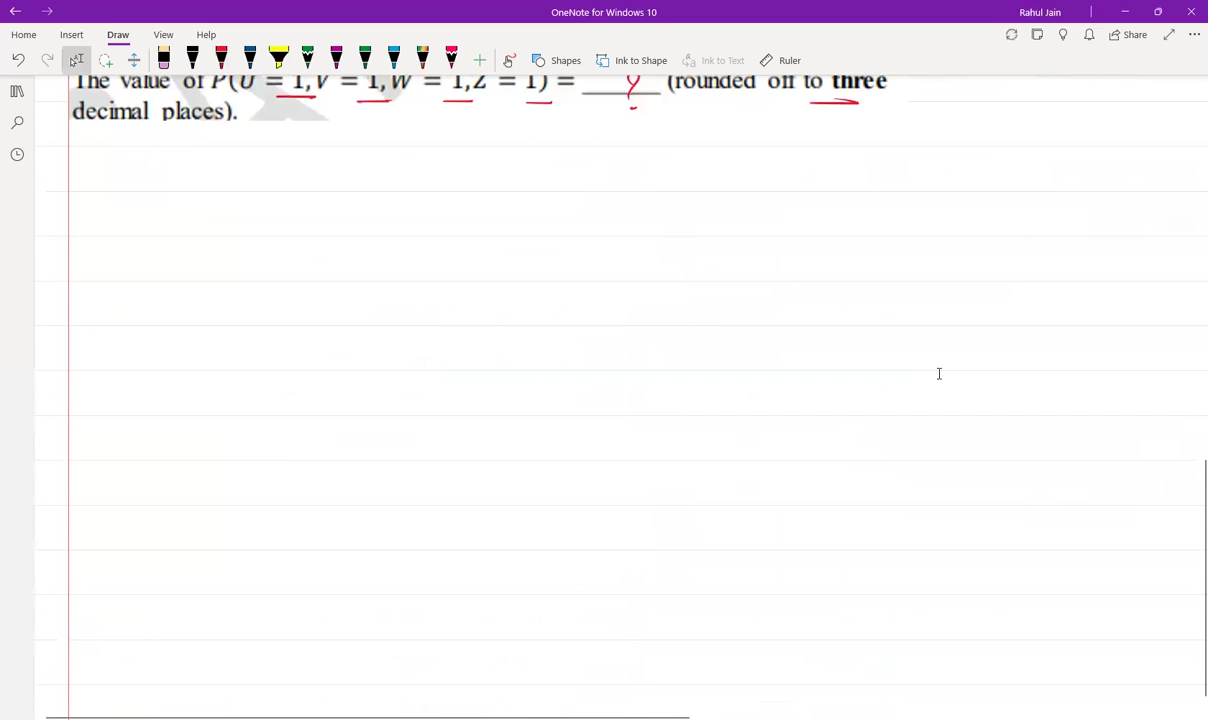 OneNote for Windows 10
Rahul Jain
Home Insert Draw View Help
Share
Shapes Ink to Shape Ink to Text Ruler
The value of P(U = 1, V = 1, W = 1, Z = 1) = ______ (rounded off to three
decimal places).